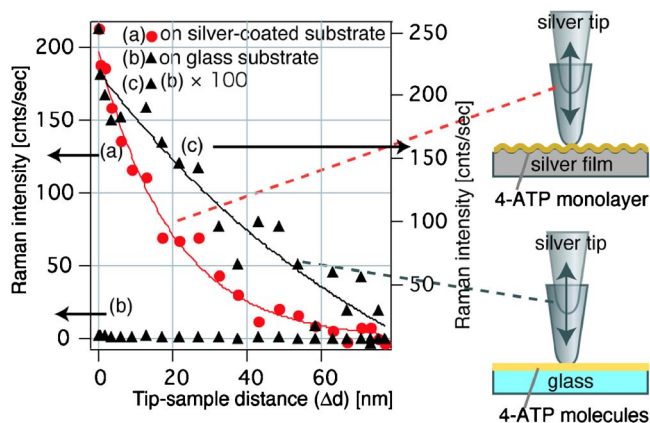 (a) ● on silver-coated substrate
(b) ▲ on glass substrate
(c) ▲ (b) × 100
Raman intensity [cnts/sec]
200
150
100
50
0
(a)
(b)
(c)
250
200
150
100
50
Raman intensity [cnts/sec]
0
20
40
60
Tip-sample distance (Δd) [nm]
silver tip
silver film
4-ATP monolayer
silver tip
glass
4-ATP molecules